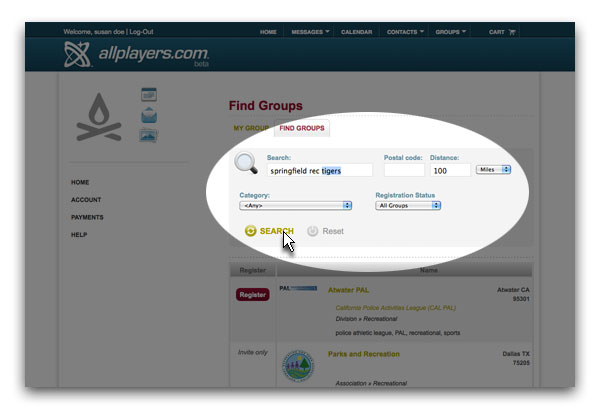 Welcome, susan doe | Log-Out
HOME MESSAGES CALENDAR CONTACTS GROUPS CART
allplayers.com
beta
Find Groups
MY GROUP FIND GROUPS
Search: Postal code: Distance:
springfield rec tigers 100 Miles
Category: Registration Status
<Any> All Groups
SEARCH Reset
HOME
ACCOUNT
PAYMENTS
HELP
Register Name
Register PAL Atwater PAL Atwater CA
95301
California Police Activities League (CAL PAL)
Division » Recreational
police athletic league, PAL, recreational, sports
Invite only Parks and Recreation Dallas TX
75205
Association » Recreational